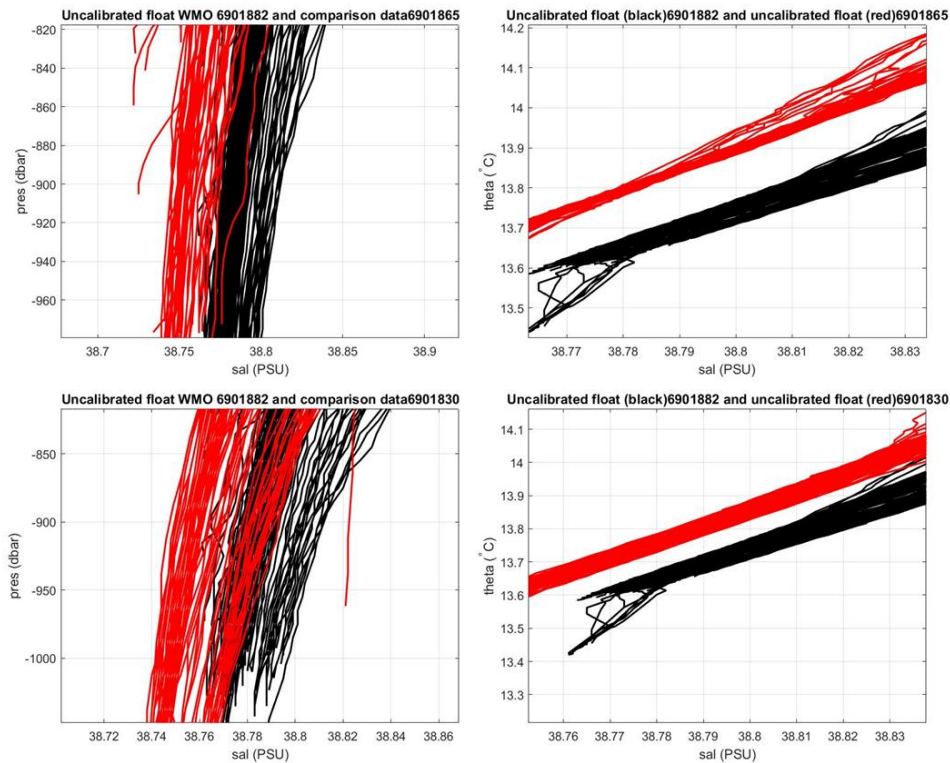 Uncalibrated float WMO 6901882 and comparison data6901865
-820
-840
-860
-880
-900
-920
-940
-960
pres (dbar)
38.7 38.75 38.8 38.85 38.9
sal (PSU)
Uncalibrated float (black)6901882 and uncalibrated float (red)6901865
14.2
14.1
14
13.9
13.8
13.7
13.6
13.5
theta (°C)
38.77 38.78 38.79 38.8 38.81 38.82 38.83
sal (PSU)
Uncalibrated float WMO 6901882 and comparison data6901830
-850
-900
-950
-1000
pres (dbar)
38.72 38.74 38.76 38.78 38.8 38.82 38.84 38.86
sal (PSU)
Uncalibrated float (black)6901882 and uncalibrated float (red)6901830
14.1
14
13.9
13.8
13.7
13.6
13.5
13.4
13.3
theta (°C)
38.76 38.77 38.78 38.79 38.8 38.81 38.82 38.83
sal (PSU)